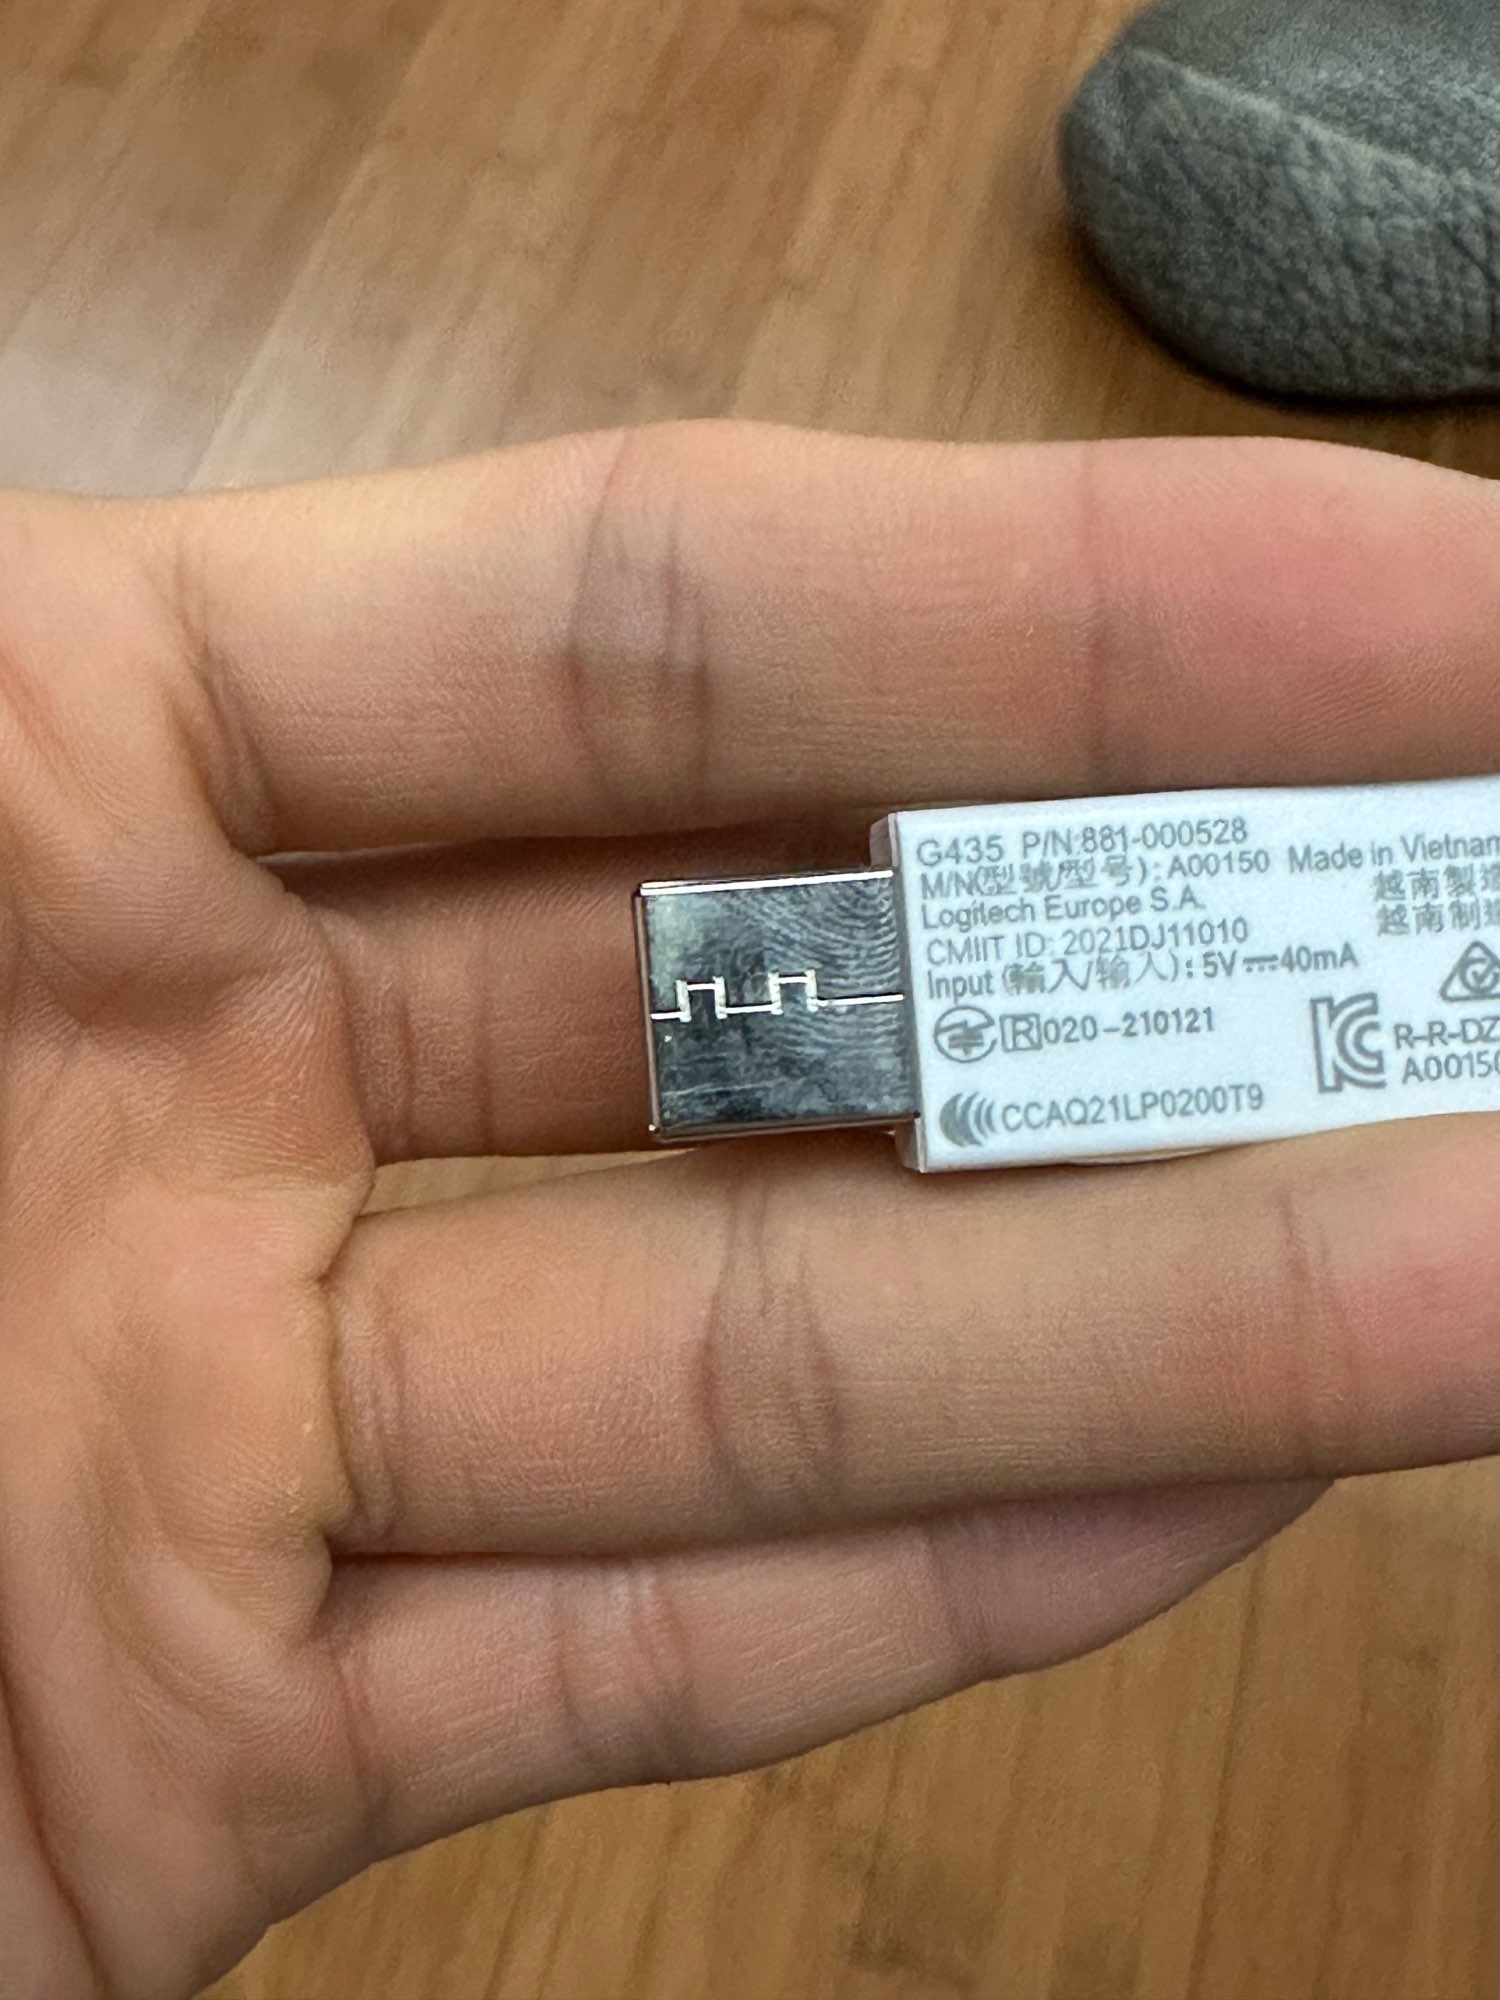 G435 P/N:881-000528
M/N(型號/型号): A00150 Made in Vietnam
越南製造
Logitech Europe S.A.
越南制造
CMIIT ID: 2021DJ11010
Input (輸入/输入): 5V⎓40mA
R 020-210121
R-R-DZ
A00150
CCAQ21LP0200T9